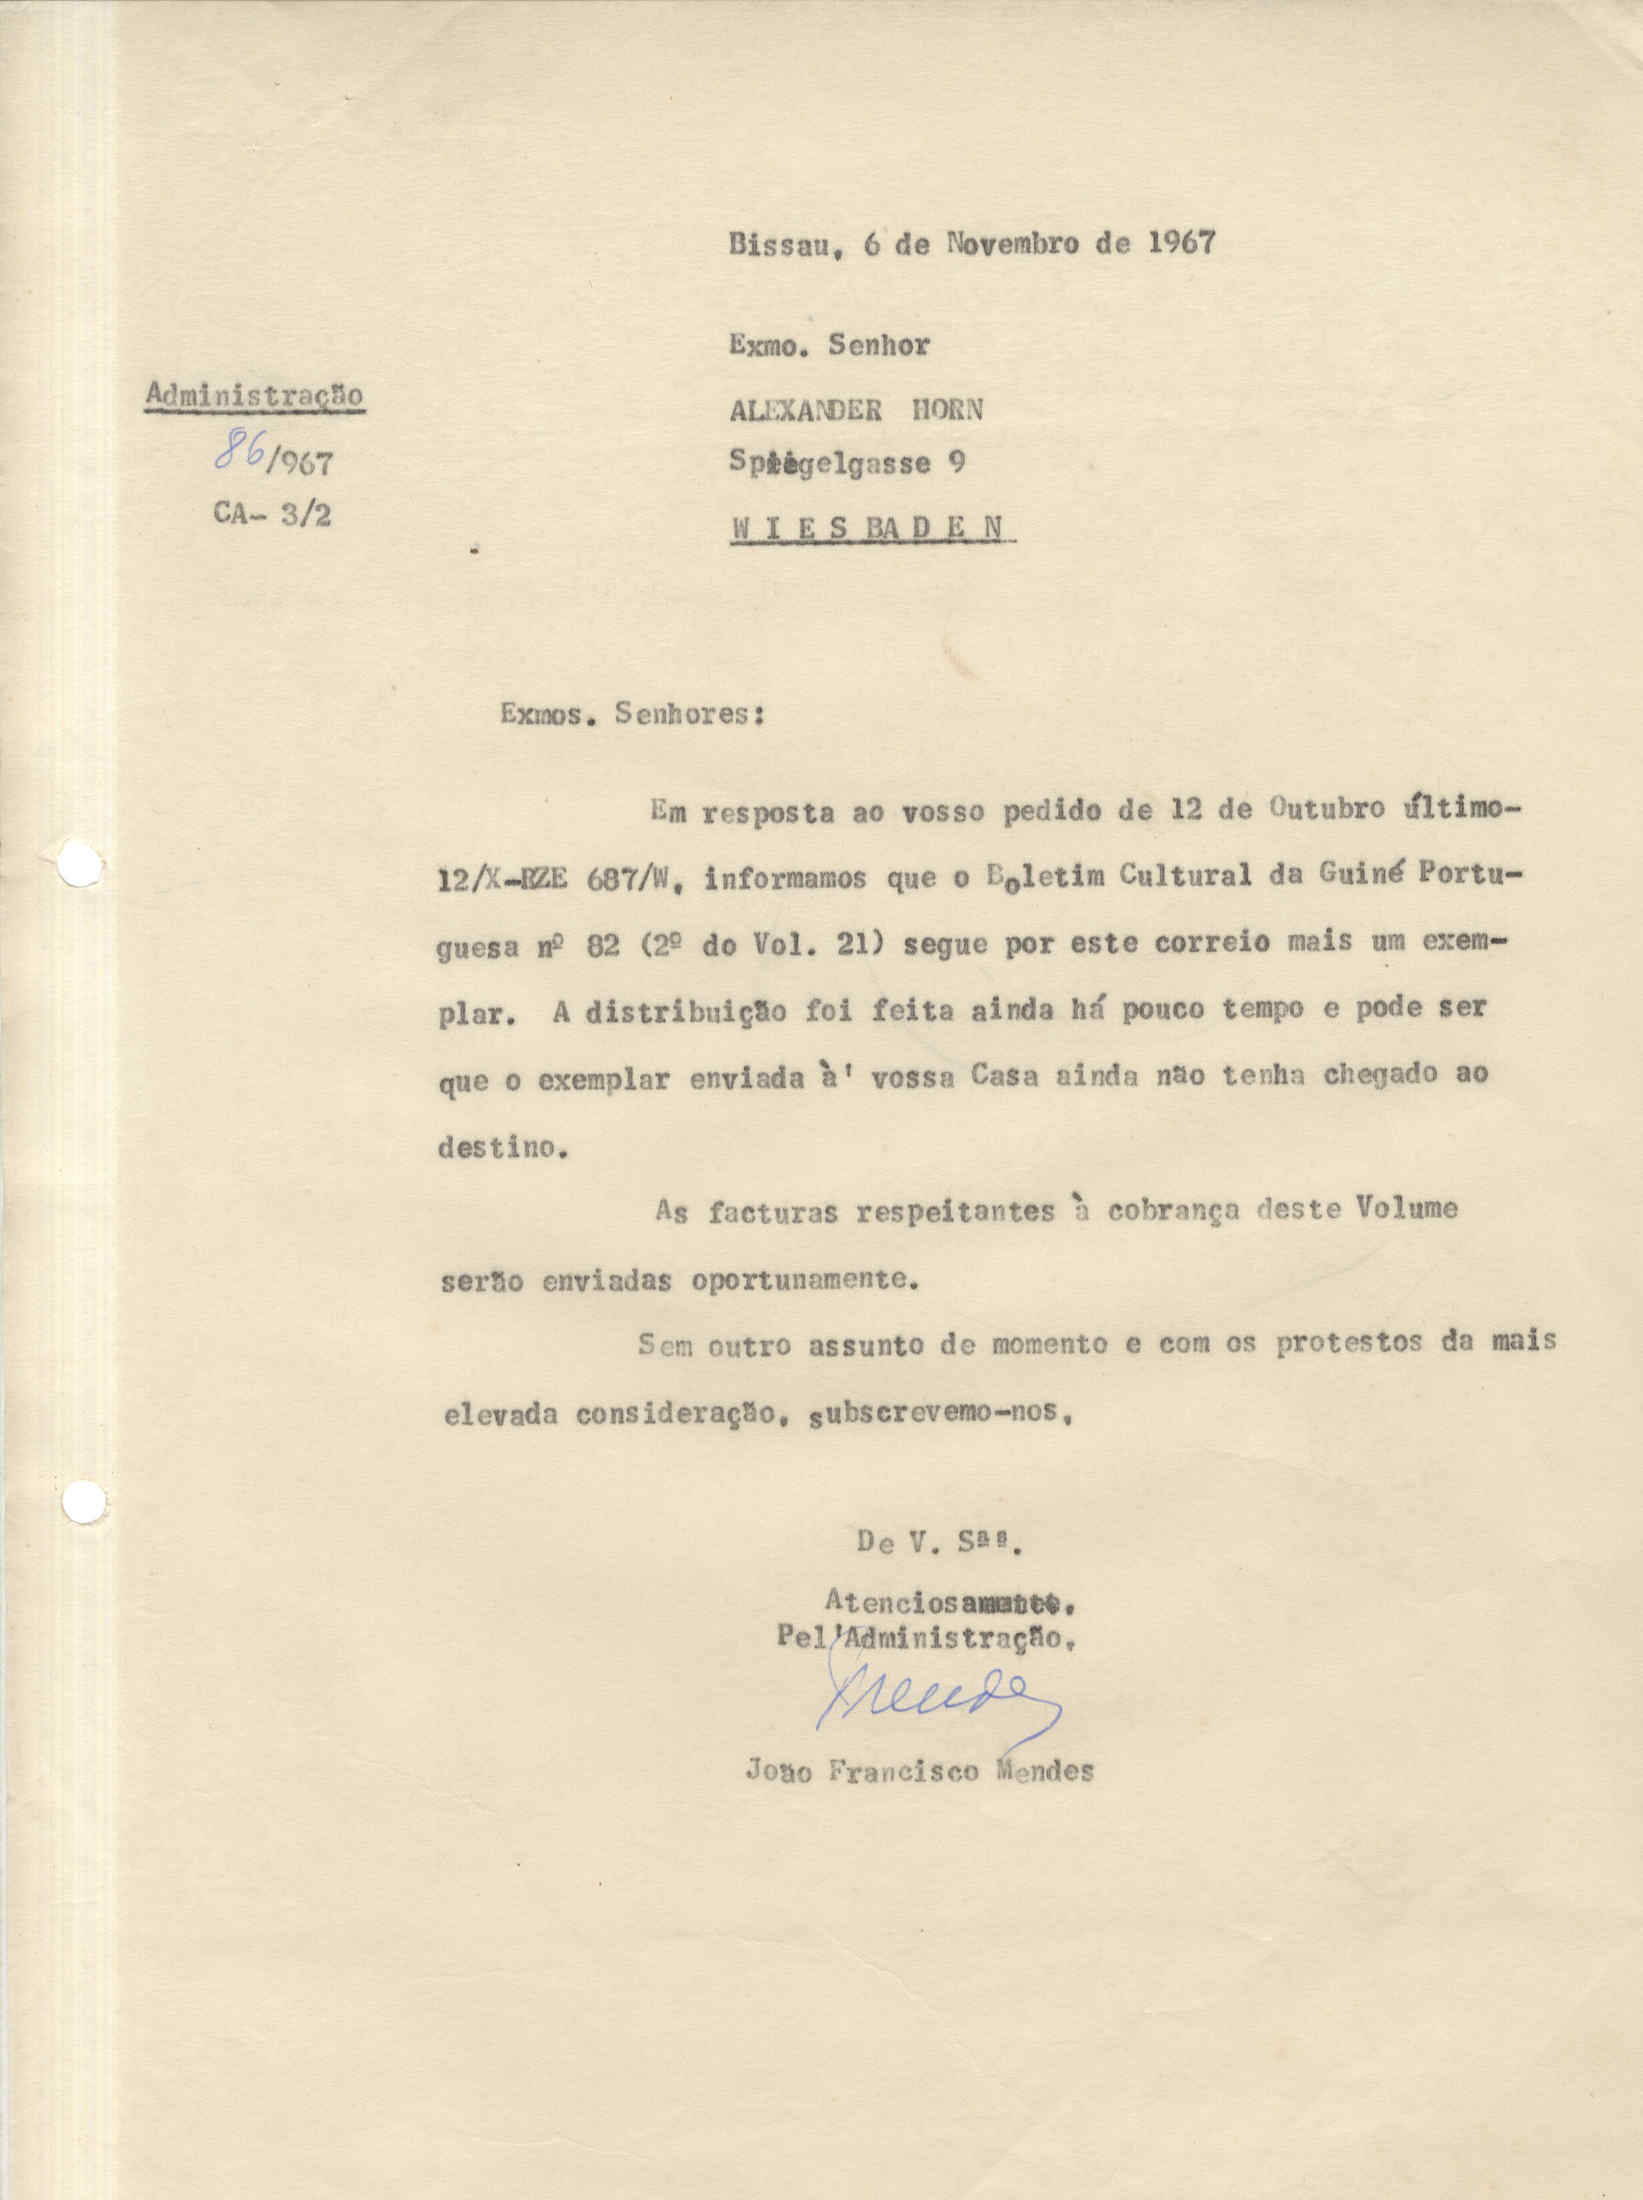 Bissau, 6 de Novembro de 1967
Exmo. Senhor
Administração
ALEXANDER HORN
86/967
Spiegelgasse 9
CA- 3/2
W I E S BA D E N
Exmos. Senhores:
Em resposta ao vosso pedido de 12 de Outubro último-
12/X-RZE 687/W, informamos que o Boletim Cultural da Guiné Portu-
guesa nº 82 (2º do Vol. 21) segue por este correio mais um exem-
plar. A distribuição foi feita ainda há pouco tempo e pode ser
que o exemplar enviada à' vossa Casa ainda não tenha chegado ao
destino.
As facturas respeitantes à cobrança deste Volume
serão enviadas oportunamente.
Sem outro assunto de momento e com os protestos da mais
elevada consideração, subscrevemo-nos,
De V. Sªs.
Atenciosamente.
Pel'Administração,
Mendes
João Francisco Mendes